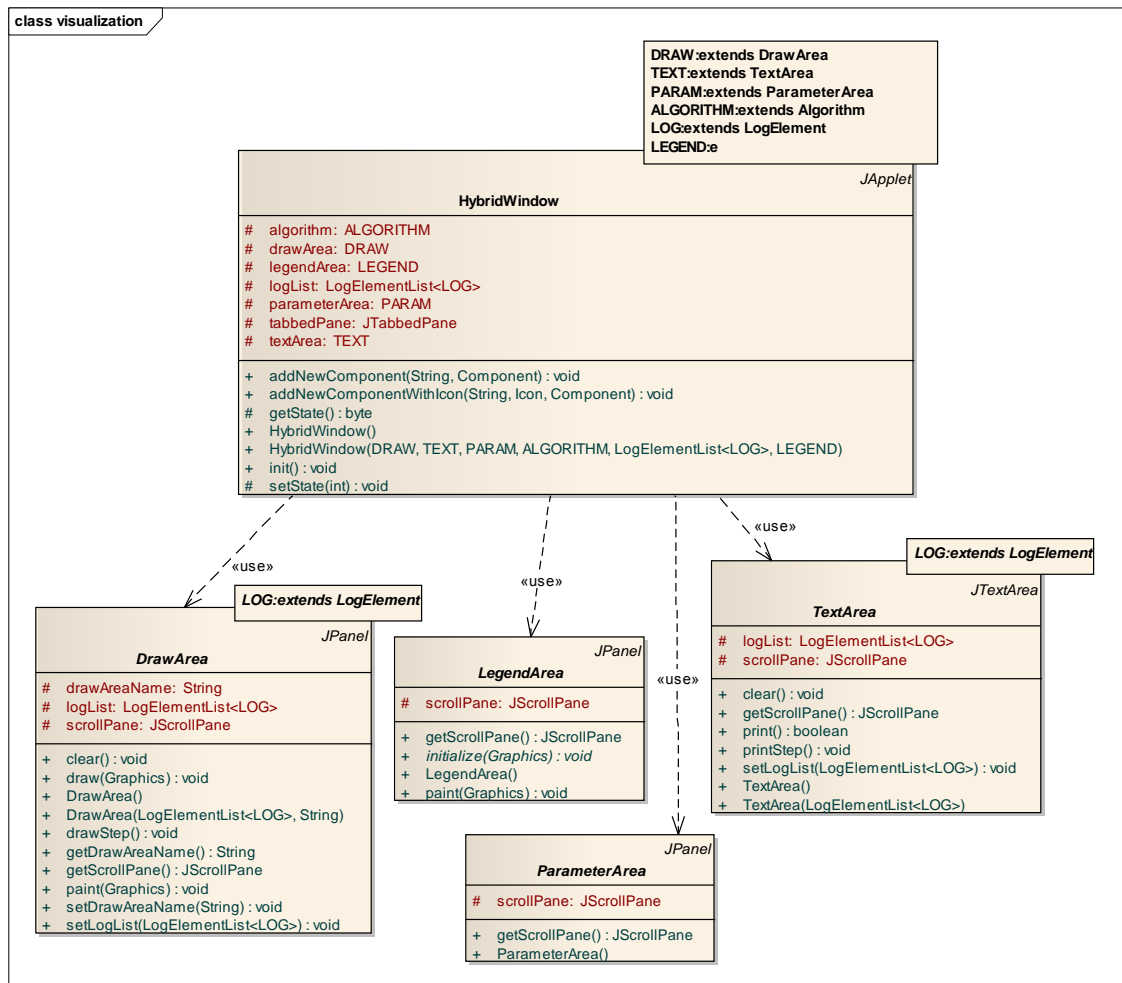 class visualization
DRAW:extends DrawArea
TEXT:extends TextArea
PARAM:extends ParameterArea
ALGORITHM:extends Algorithm
LOG:extends LogElement
LEGEND:e
JApplet
HybridWindow
# algorithm: ALGORITHM
# drawArea: DRAW
# legendArea: LEGEND
# logList: LogElementList<LOG>
# parameterArea: PARAM
# tabbedPane: JTabbedPane
# textArea: TEXT
+ addNewComponent(String, Component) : void
+ addNewComponentWithIcon(String, Icon, Component) : void
# getState() : byte
+ HybridWindow()
+ HybridWindow(DRAW, TEXT, PARAM, ALGORITHM, LogElementList<LOG>, LEGEND)
+ init() : void
# setState(int) : void
«use»
«use»
«use»
«use»
LOG:extends LogElement
JPanel
DrawArea
# drawAreaName: String
# logList: LogElementList<LOG>
# scrollPane: JScrollPane
+ clear() : void
+ draw(Graphics) : void
+ DrawArea()
+ DrawArea(LogElementList<LOG>, String)
+ drawStep() : void
+ getDrawAreaName() : String
+ getScrollPane() : JScrollPane
+ paint(Graphics) : void
+ setDrawAreaName(String) : void
+ setLogList(LogElementList<LOG>) : void
JPanel
LegendArea
# scrollPane: JScrollPane
+ getScrollPane() : JScrollPane
+ initialize(Graphics) : void
+ LegendArea()
+ paint(Graphics) : void
JPanel
ParameterArea
# scrollPane: JScrollPane
+ getScrollPane() : JScrollPane
+ ParameterArea()
LOG:extends LogElement
JTextArea
TextArea
# logList: LogElementList<LOG>
# scrollPane: JScrollPane
+ clear() : void
+ getScrollPane() : JScrollPane
+ print() : boolean
+ printStep() : void
+ setLogList(LogElementList<LOG>) : void
+ TextArea()
+ TextArea(LogElementList<LOG>)